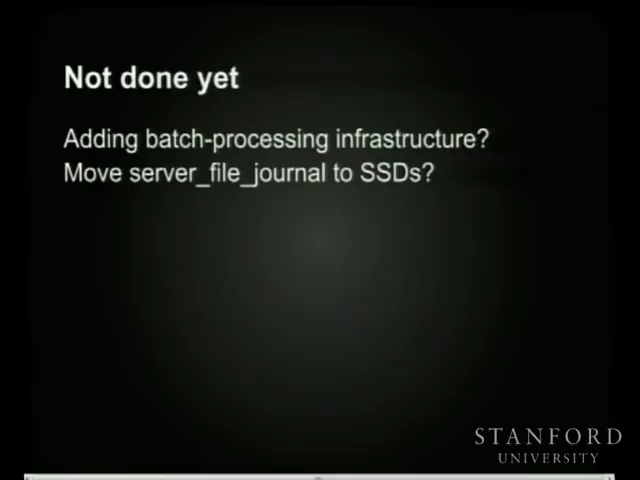 Not done yet
Adding batch-processing infrastructure?
Move server_file_journal to SSDs?
STANFORD
UNIVERSITY